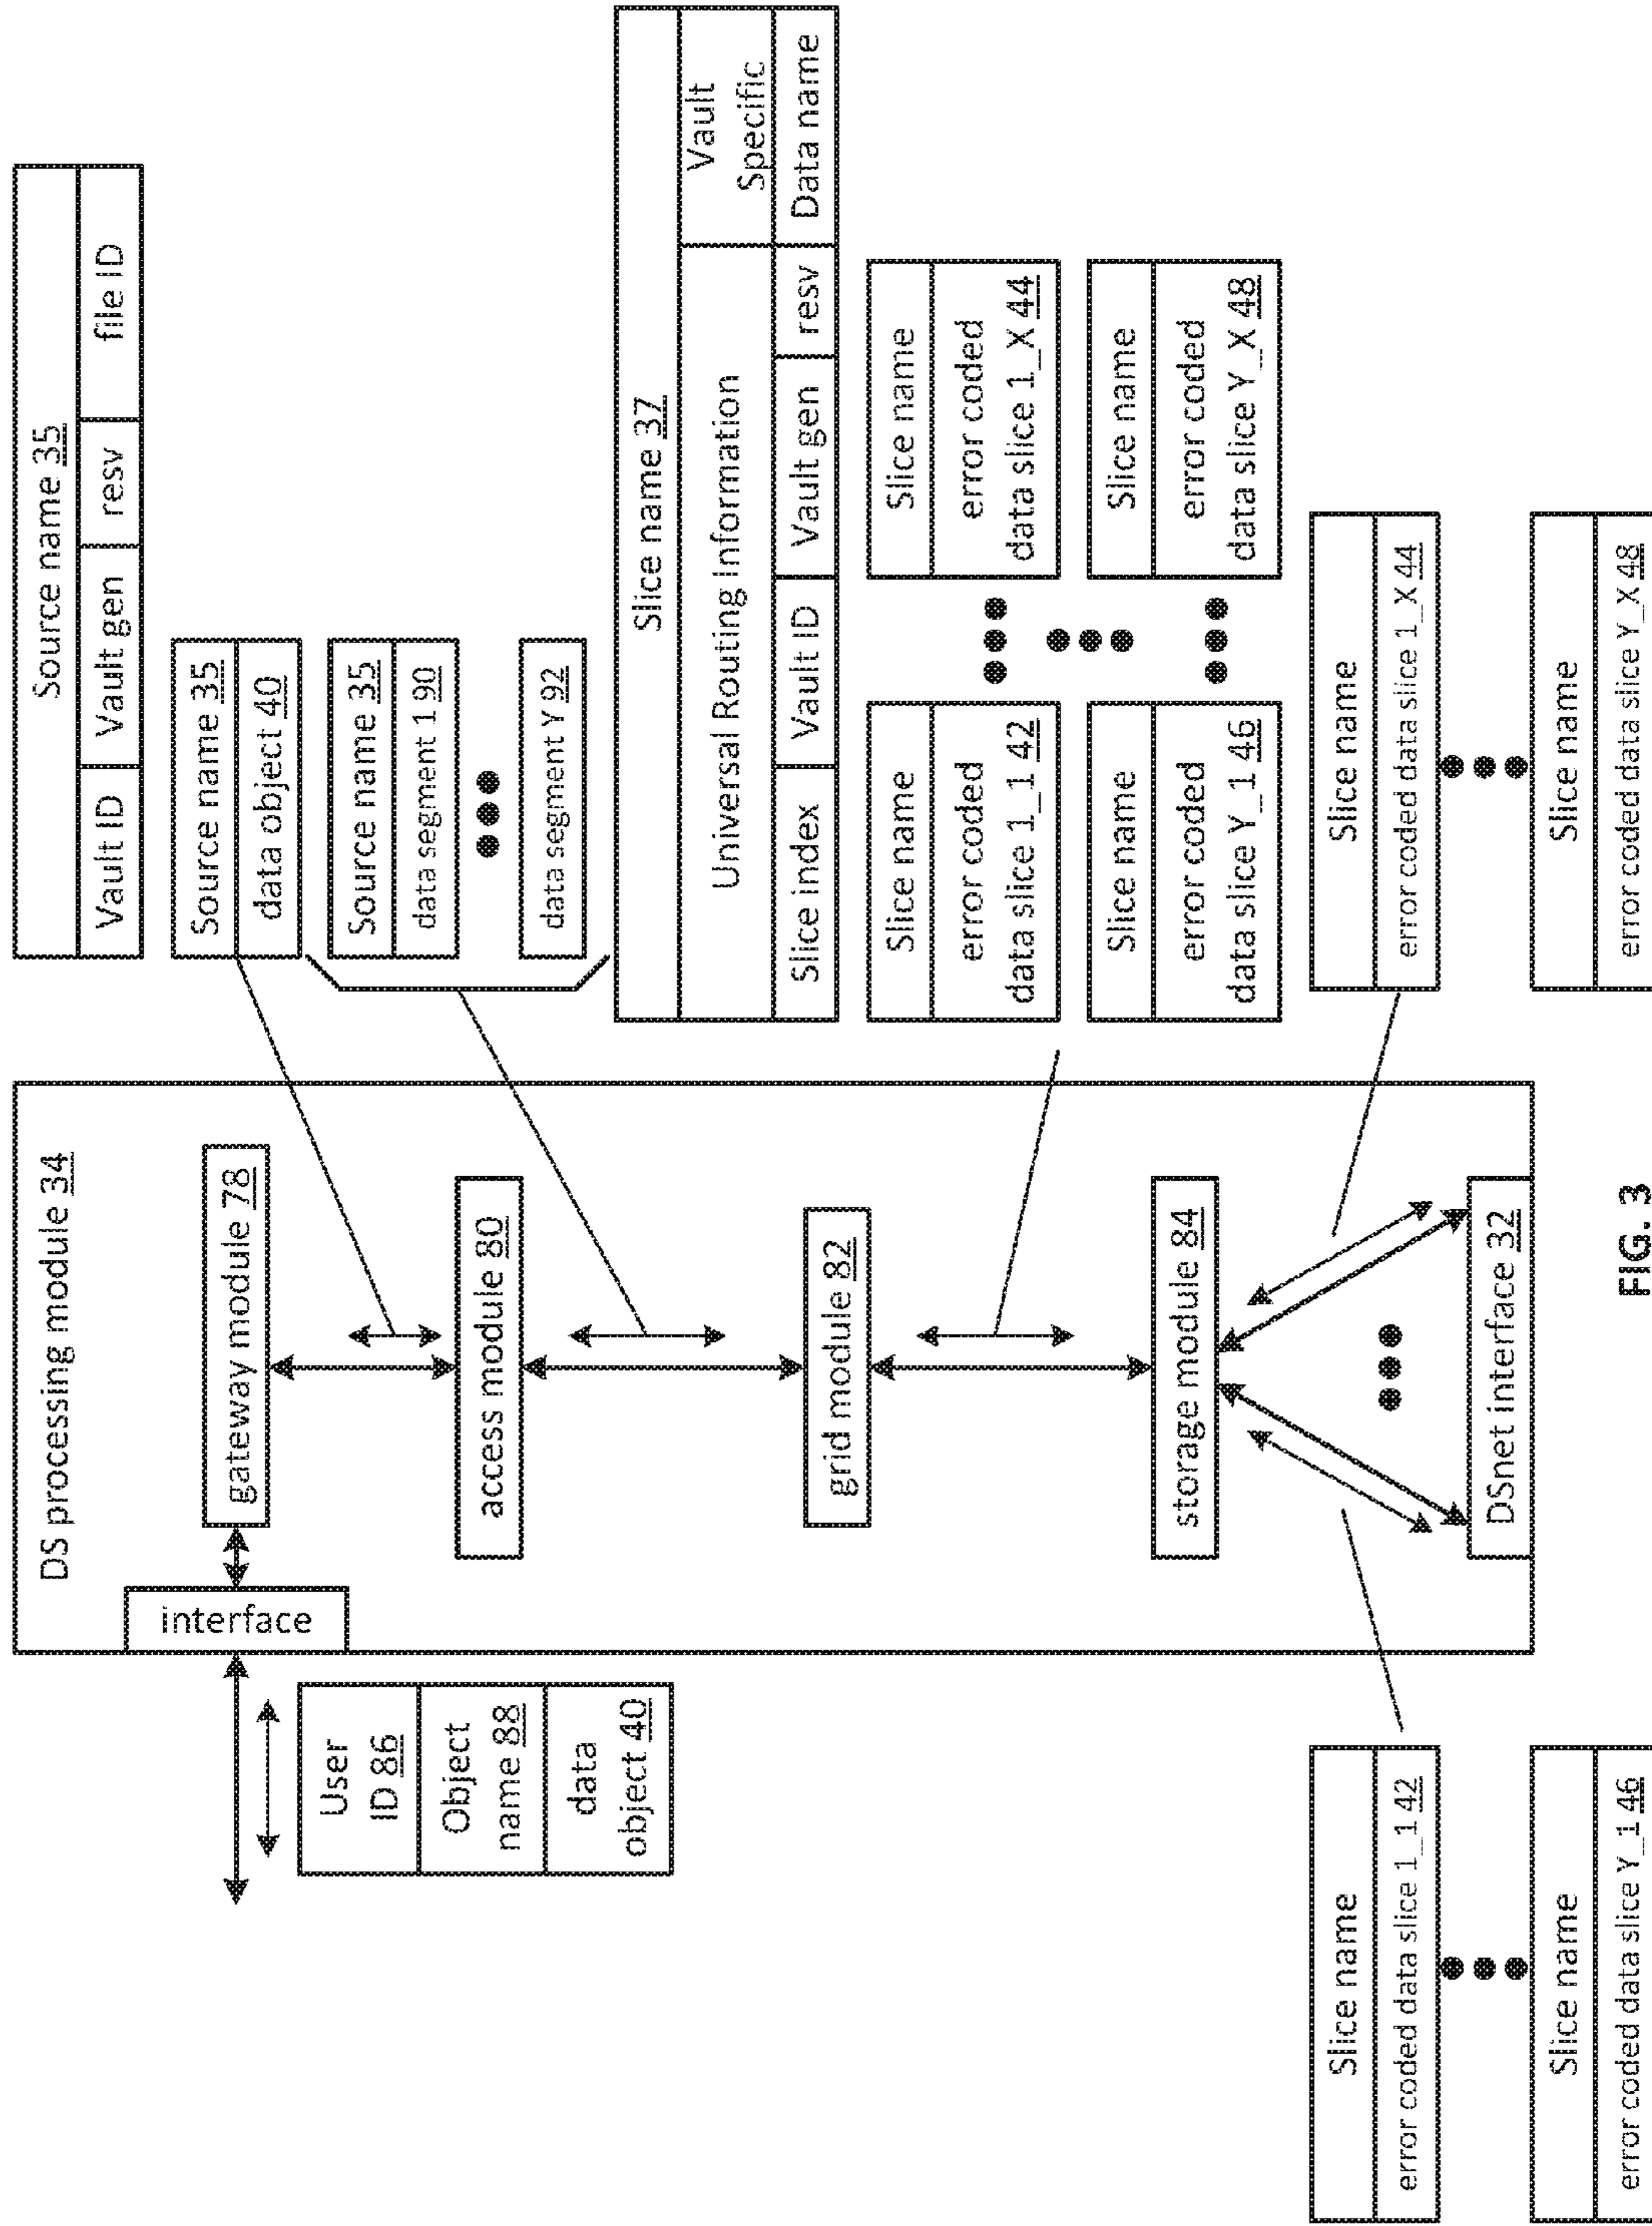 DS processing module 34
interface
gateway module 78
access module 80
grid module 82
storage module 84
DSnet interface 32
User
ID 86
Object
name 88
data
object 40
Source name 35
Vault ID
Vault gen
resv
file ID
Source name 35
data object 40
Source name 35
data segment 1 90
data segment Y 92
Slice name 37
Universal Routing Information
Vault
Specific
Slice index
Vault ID
Vault gen
resv
Data name
Slice name
error coded
data slice 1_1 42
Slice name
error coded
data slice 1_X 44
Slice name
error coded
data slice Y_1 46
Slice name
error coded
data slice Y_X 48
Slice name
error coded data slice 1_1 42
Slice name
error coded data slice Y_1 46
Slice name
error coded data slice 1_X 44
Slice name
error coded data slice Y_X 48
FIG. 3